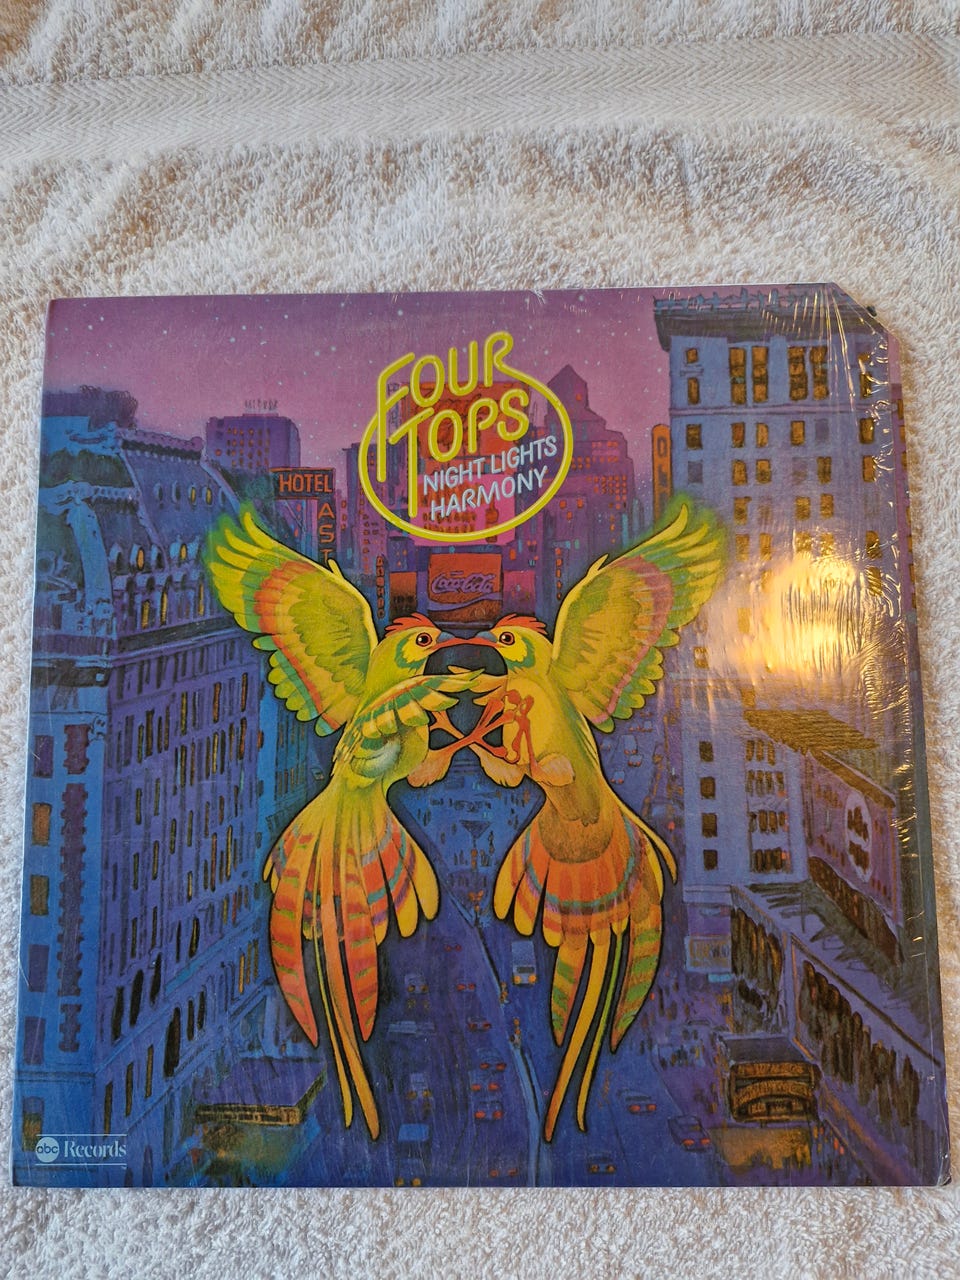 FOUR
TOPS
NIGHT LIGHTS
HARMONY
HOTEL
AST
Coca-Cola
abc Records